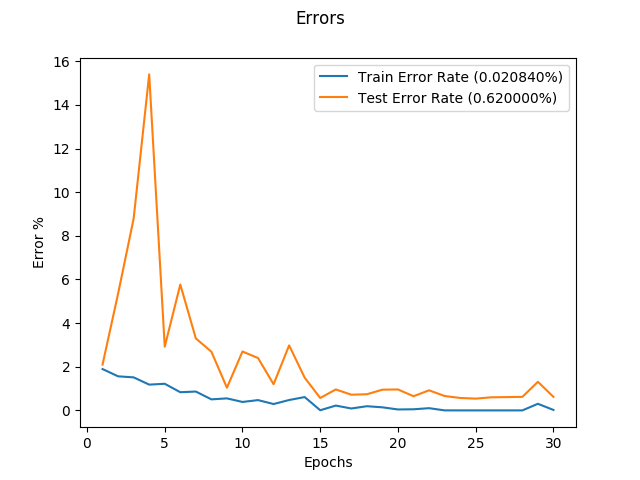 Errors
Train Error Rate (0.020840%)
Test Error Rate (0.620000%)
Error %
16
14
12
10
8
6
4
2
0
0 5 10 15 20 25 30
Epochs